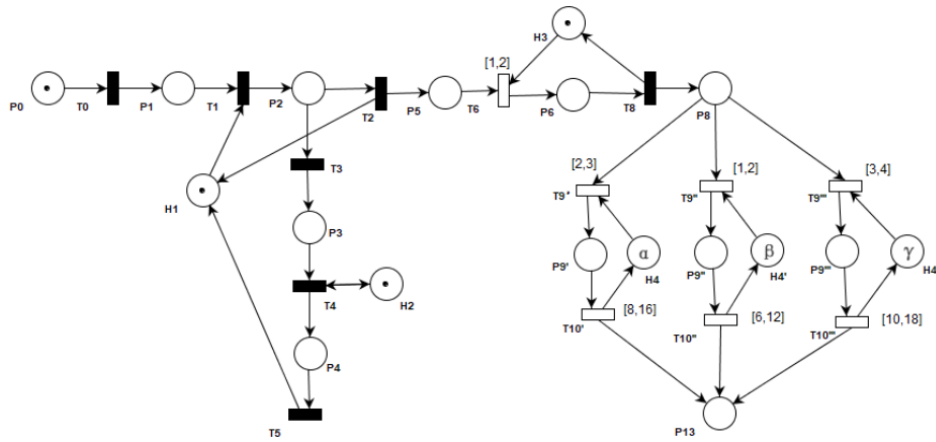 H3
[1,2]
P0
T0
P1
T1
P2
T2
P5
T6
P6
T8
P8
T3
[2,3]
[1,2]
[3,4]
H1
T9'
T9"
T9'"
P3
α
β
γ
P9'
H4
P9"
H4'
P9'"
H4
T4
H2
[8,16]
[6,12]
[10,18]
T10'
T10"
T10'"
P4
T5
P13